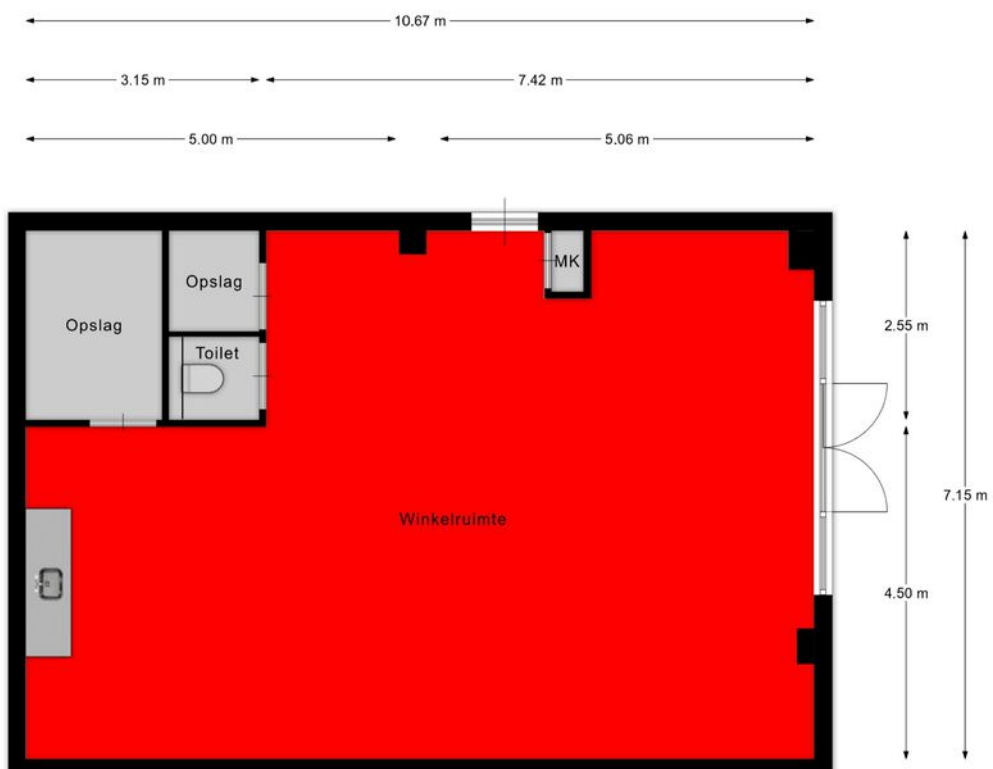 10.67 m
3.15 m
7.42 m
5.00 m
5.06 m
MK
Opslag
Opslag
2.55 m
Toilet
7.15 m
Winkelruimte
4.50 m